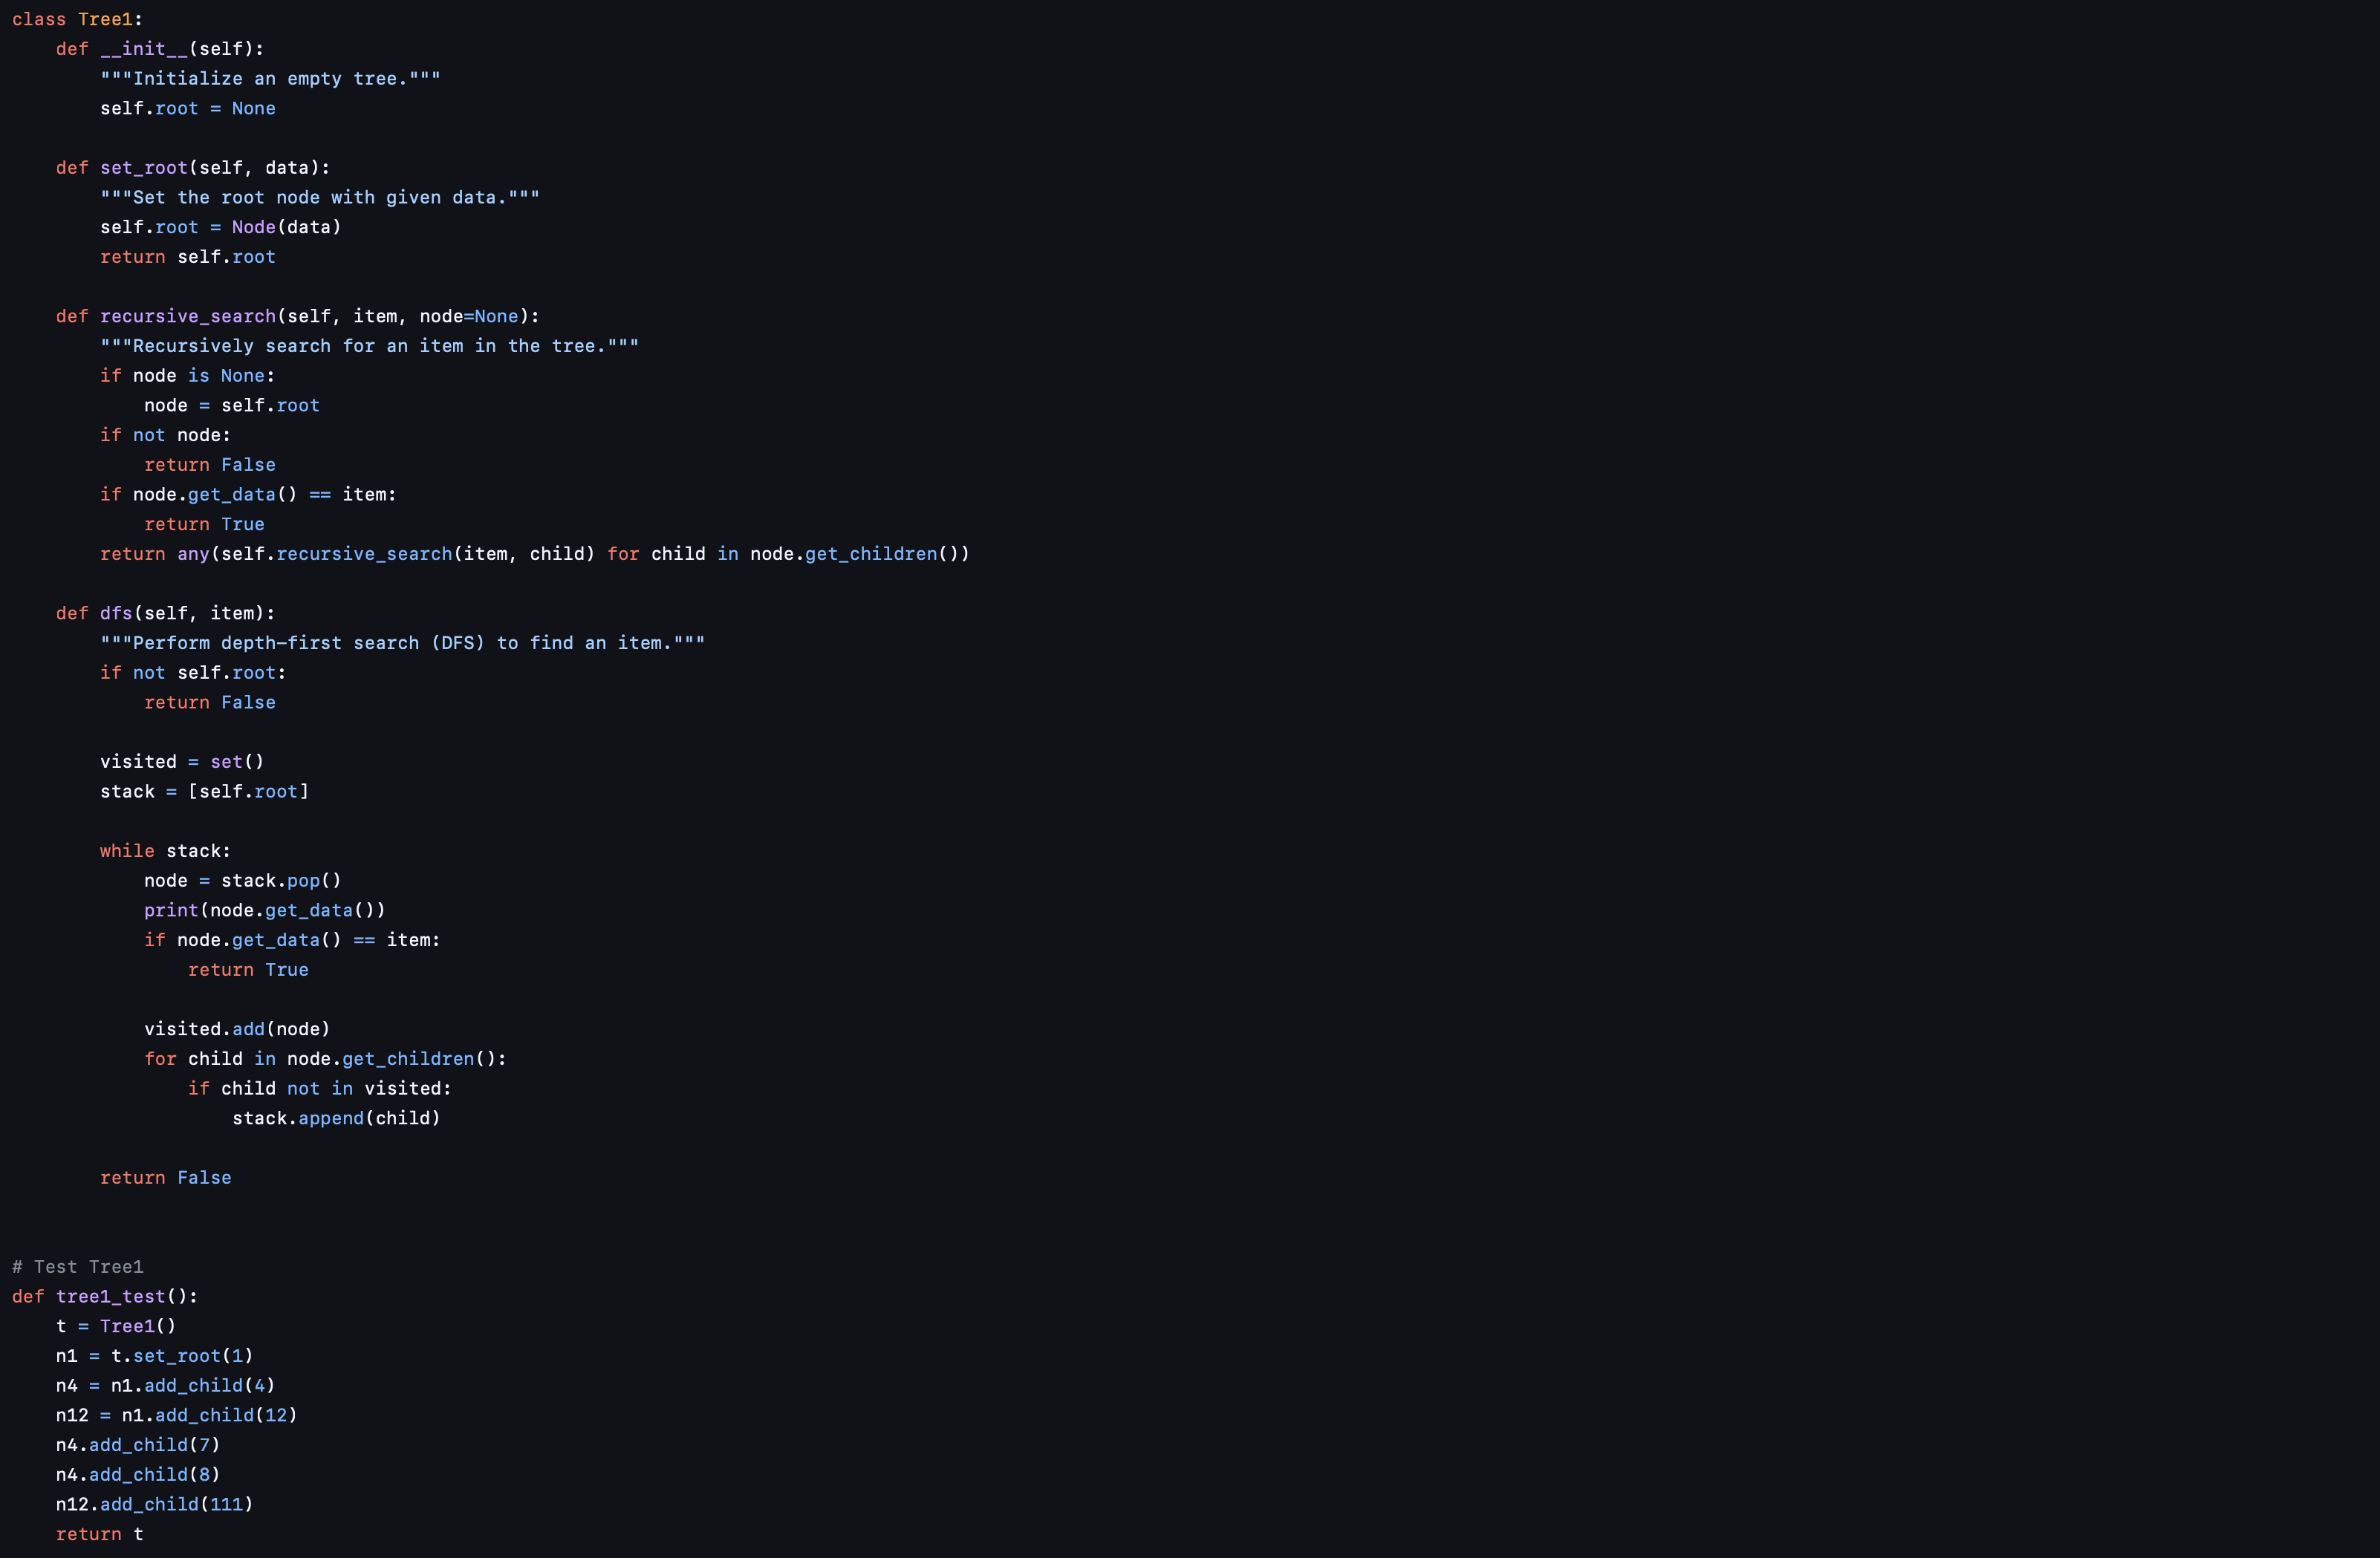 class Tree1:
    def __init__(self):
        """Initialize an empty tree."""
        self.root = None

    def set_root(self, data):
        """Set the root node with given data."""
        self.root = Node(data)
        return self.root

    def recursive_search(self, item, node=None):
        """Recursively search for an item in the tree."""
        if node is None:
            node = self.root
        if not node:
            return False
        if node.get_data() == item:
            return True
        return any(self.recursive_search(item, child) for child in node.get_children())

    def dfs(self, item):
        """Perform depth-first search (DFS) to find an item."""
        if not self.root:
            return False

        visited = set()
        stack = [self.root]

        while stack:
            node = stack.pop()
            print(node.get_data())
            if node.get_data() == item:
                return True

            visited.add(node)
            for child in node.get_children():
                if child not in visited:
                    stack.append(child)

        return False


# Test Tree1
def tree1_test():
    t = Tree1()
    n1 = t.set_root(1)
    n4 = n1.add_child(4)
    n12 = n1.add_child(12)
    n4.add_child(7)
    n4.add_child(8)
    n12.add_child(111)
    return t